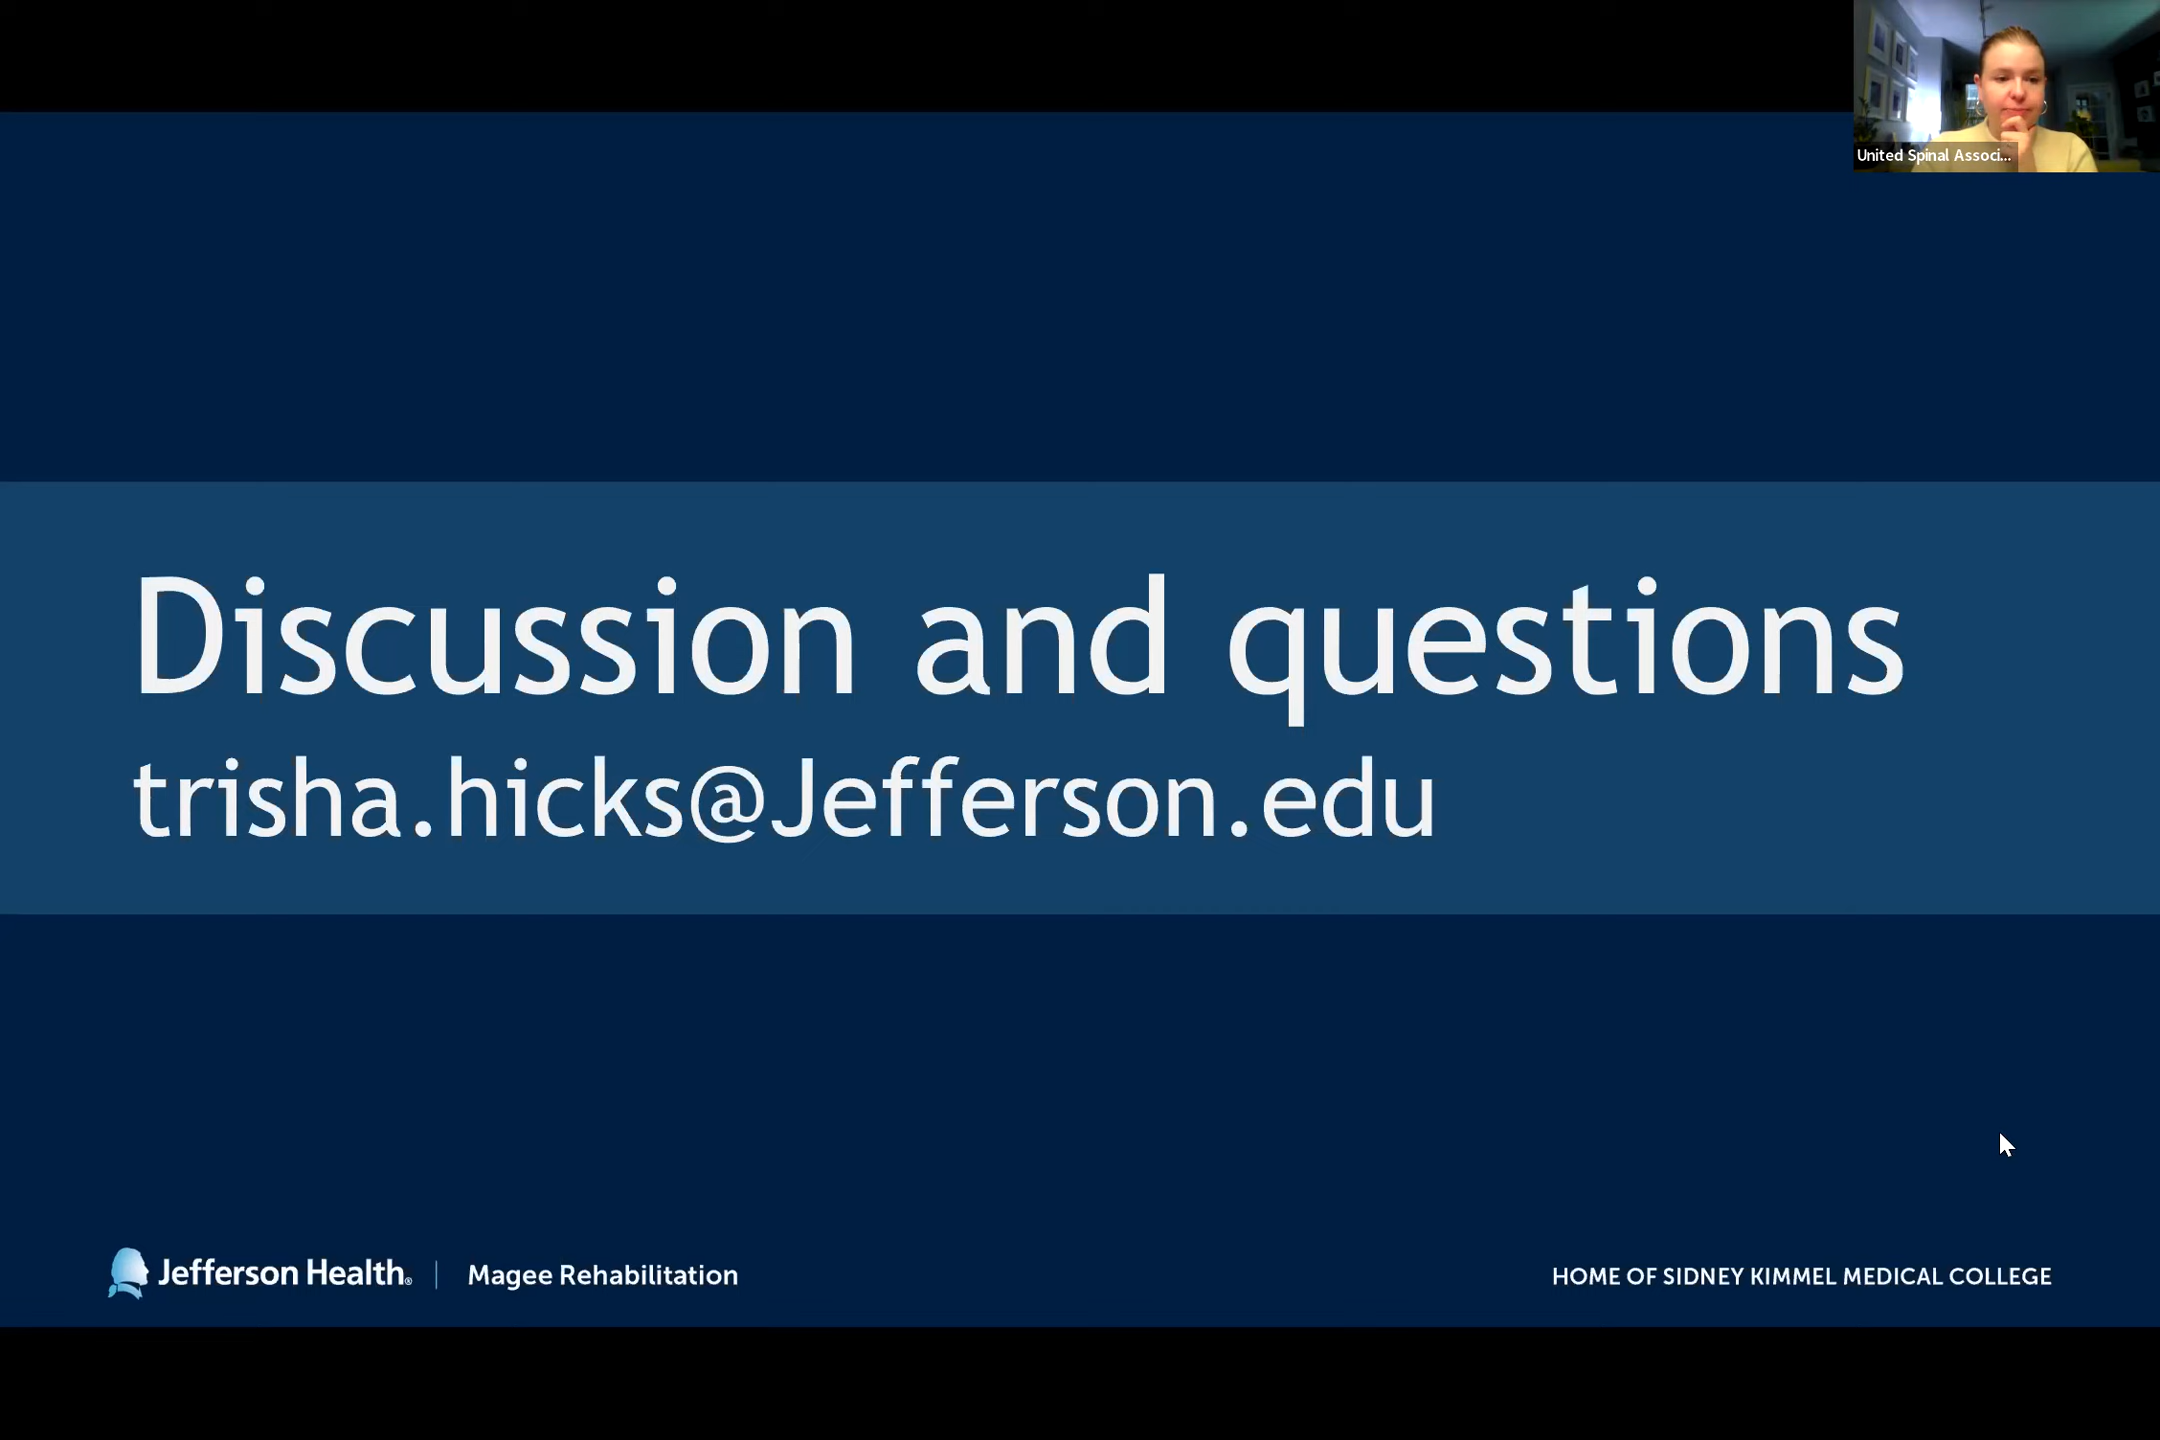 United Spinal Associ...
Discussion and questions
trisha.hicks@Jefferson.edu
Jefferson Health® | Magee Rehabilitation
HOME OF SIDNEY KIMMEL MEDICAL COLLEGE